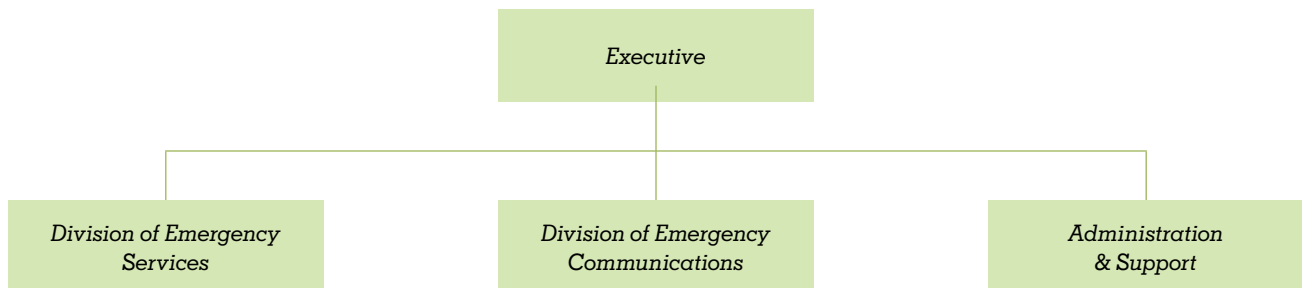 Executive
Division of Emergency
Services
Division of Emergency
Communications
Administration
& Support